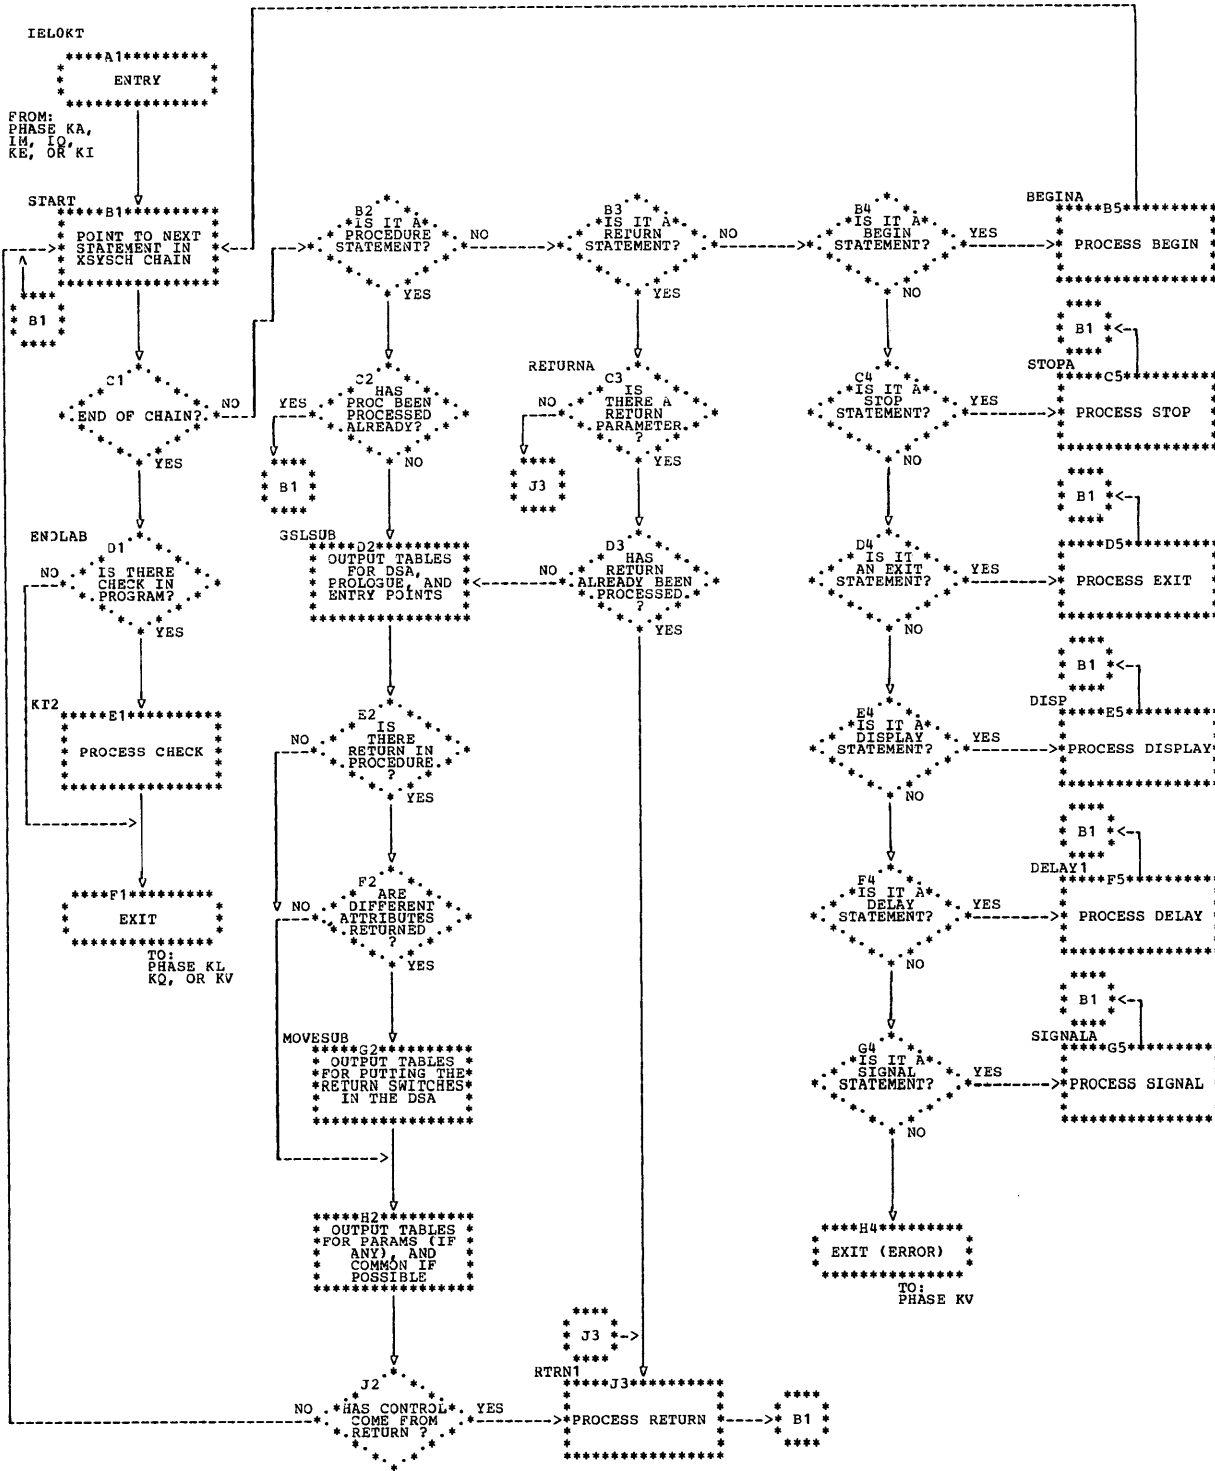 IEL0KT
A1
ENTRY
FROM:
PHASE KA,
IM, IQ,
KE, OR KI
START
B1
POINT TO NEXT
STATEMENT IN
XSYSCH CHAIN
B1
C1
END OF CHAIN?
NO
YES
ENDLAB
D1
IS THERE
CHECK IN
PROGRAM?
NO
YES
KT2
E1
PROCESS CHECK
F1
EXIT
TO:
PHASE KL
KQ, OR KV
B2
IS IT A
PROCEDURE
STATEMENT?
NO
YES
C2
HAS
PROC BEEN
PROCESSED
ALREADY?
YES
NO
B1
GSLSUB
D2
OUTPUT TABLES
FOR DSA,
PROLOGUE, AND
ENTRY POINTS
E2
IS
THERE
RETURN IN
PROCEDURE
?
NO
YES
F2
ARE
DIFFERENT
ATTRIBUTES
RETURNED
?
NO
YES
MOVESUB
G2
OUTPUT TABLES
FOR PUTTING THE
RETURN SWITCHES
IN THE DSA
H2
OUTPUT TABLES
FOR PARAMS (IF
ANY), AND
COMMON IF
POSSIBLE
J2
HAS CONTROL
COME FROM
RETURN ?
NO
YES
B3
IS IT A
RETURN
STATEMENT?
NO
YES
RETURNA
C3
IS
THERE A
RETURN
PARAMETER
?
NO
YES
J3
D3
HAS
RETURN
ALREADY BEEN
PROCESSED
?
NO
YES
J3
RTRN1
J3
PROCESS RETURN
B1
B4
IS IT A
BEGIN
STATEMENT?
YES
NO
C4
IS IT A
STOP
STATEMENT?
YES
NO
D4
IS IT
AN EXIT
STATEMENT?
YES
NO
E4
IS IT A
DISPLAY
STATEMENT?
YES
NO
F4
IS IT A
DELAY
STATEMENT?
YES
NO
G4
IS IT A
SIGNAL
STATEMENT?
YES
NO
H4
EXIT (ERROR)
TO:
PHASE KV
BEGINA
B5
PROCESS BEGIN
B1
STOPA
C5
PROCESS STOP
B1
D5
PROCESS EXIT
B1
DISP
E5
PROCESS DISPLAY
B1
DELAY1
F5
PROCESS DELAY
B1
SIGNALA
G5
PROCESS SIGNAL